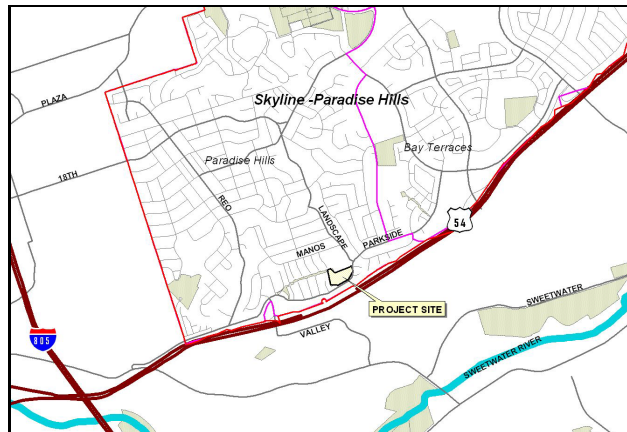 Skyline -Paradise Hills
PLAZA
Bay Terraces
Paradise Hills
18TH
REO
LANDSCAPE
54
PARKSIDE
MANOS
PROJECT SITE
SWEETWATER
VALLEY
805
SWEETWATER RIVER